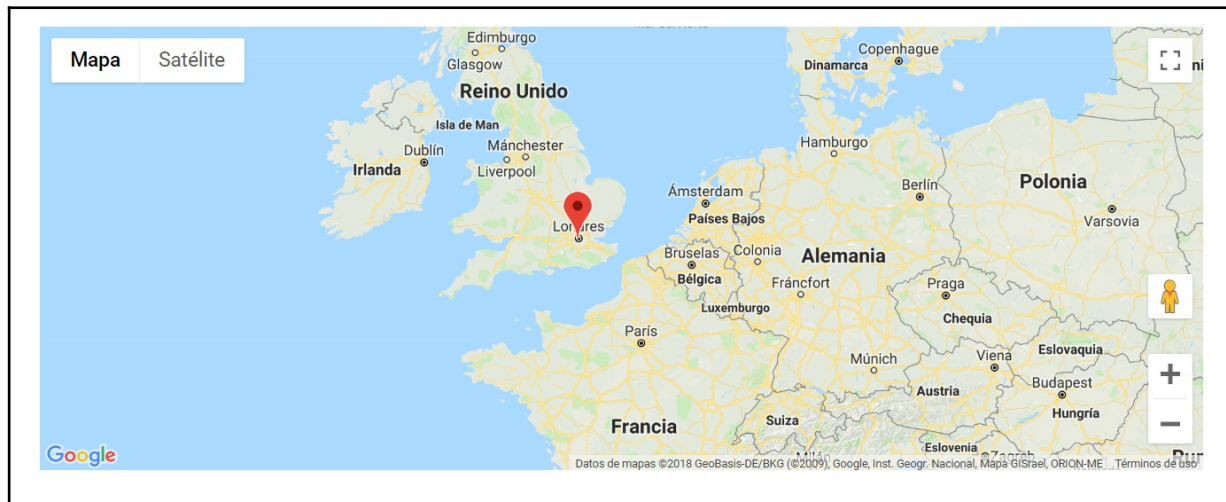 Mapa
Satélite
Edimburgo
Glasgow
Reino Unido
Isla de Man
Dublín
Irlanda
Mánchester
Liverpool
Londres
Copenhague
Dinamarca
Hamburgo
Ámsterdam
Países Bajos
Berlín
Polonia
Varsovia
Bruselas
Bélgica
Colonia
Alemania
Fráncfort
Luxemburgo
Praga
Chequia
París
Múnich
Viena
Eslovaquia
Austria
Budapest
Hungría
Francia
Suiza
Eslovenia
Zagreb
Milán
Google
Datos de mapas ©2018 GeoBasis-DE/BKG (©2009), Google, Inst. Geogr. Nacional, Mapa GISrael, ORION-ME
Términos de uso